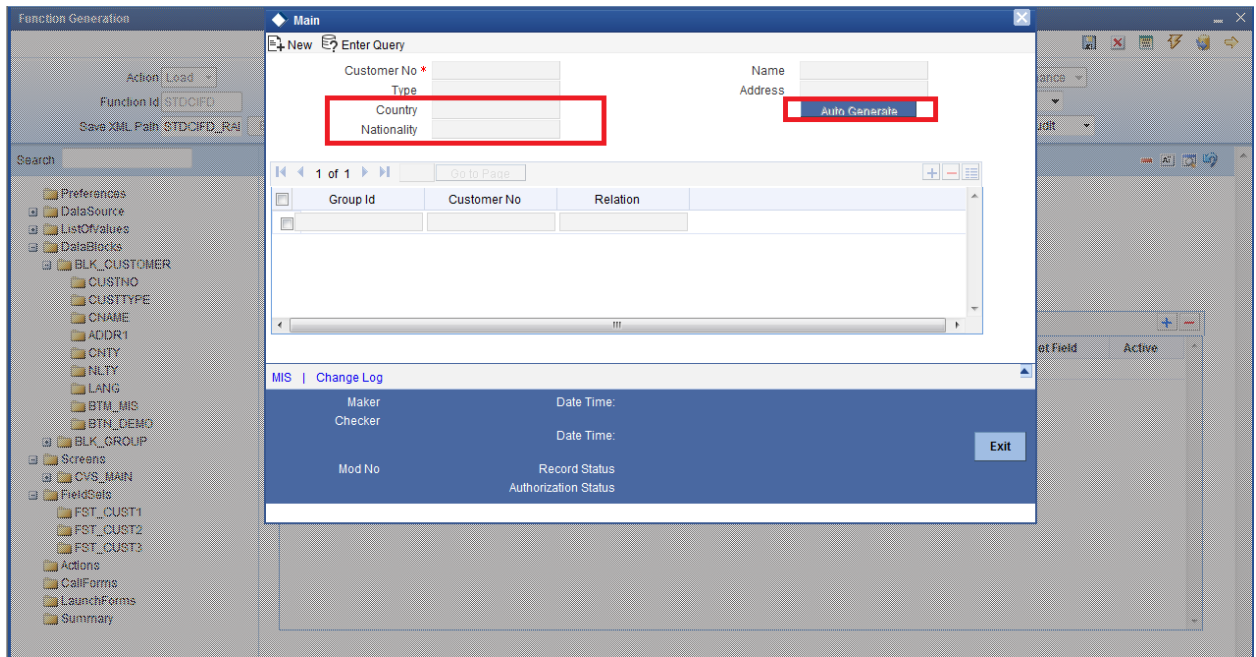 Function Generation
Main
New Enter Query
Action Load
Function Id STDCIFD
Save XML Path STDCIFD_RAI
Customer No *
Type
Country
Nationality
Name
Address
Auto Generate
Search
Preferences
DataSource
ListOfValues
DataBlocks
BLK_CUSTOMER
CUSTNO
CUSTTYPE
CNAME
ADDR1
CNTY
NLTY
LANG
BTM_MIS
BTN_DEMO
BLK_GROUP
Screens
CVS_MAIN
FieldSets
FST_CUST1
FST_CUST2
FST_CUST3
Actions
CallForms
LaunchForms
Summary
1 of 1 Go to Page
Group Id Customer No Relation
MIS | Change Log
Maker Date Time:
Checker
Date Time:
Mod No Record Status
Authorization Status
Exit
et Field Active